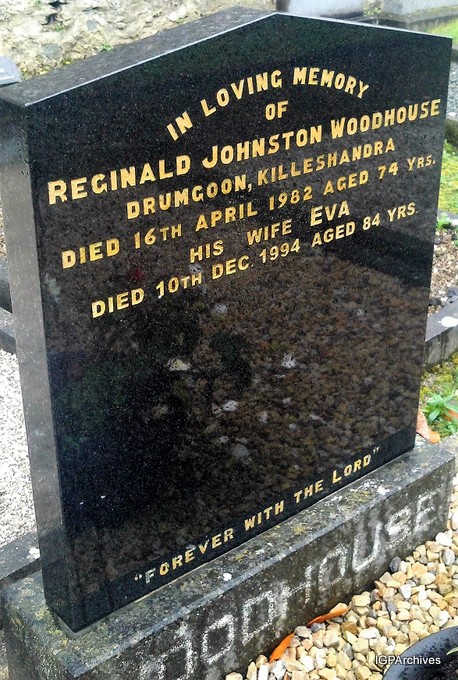 IN LOVING MEMORY
OF
REGINALD JOHNSTON WOODHOUSE
DRUMGOON, KILLESHANDRA
DIED 16TH APRIL 1982 AGED 74 YRS.
HIS WIFE EVA
DIED 10TH DEC. 1994 AGED 84 YRS.
"FOREVER WITH THE LORD"
WOODHOUSE
IGPArchives